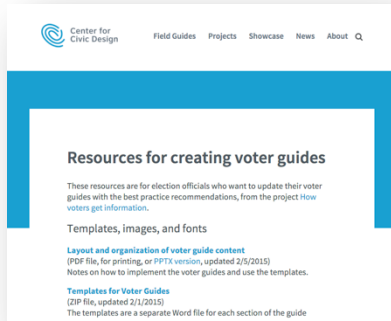 Center for
Civic Design
Field Guides Projects Showcase News About
Resources for creating voter guides
These resources are for election officials who want to update their voter
guides with the best practice recommendations, from the project How
voters get information.
Templates, images, and fonts
Layout and organization of voter guide content
(PDF file, for printing, or PPTX version, updated 2/5/2015)
Notes on how to implement the voter guides and use the templates.
Templates for Voter Guides
(ZIP file, updated 2/1/2015)
The templates are a separate Word file for each section of the guide